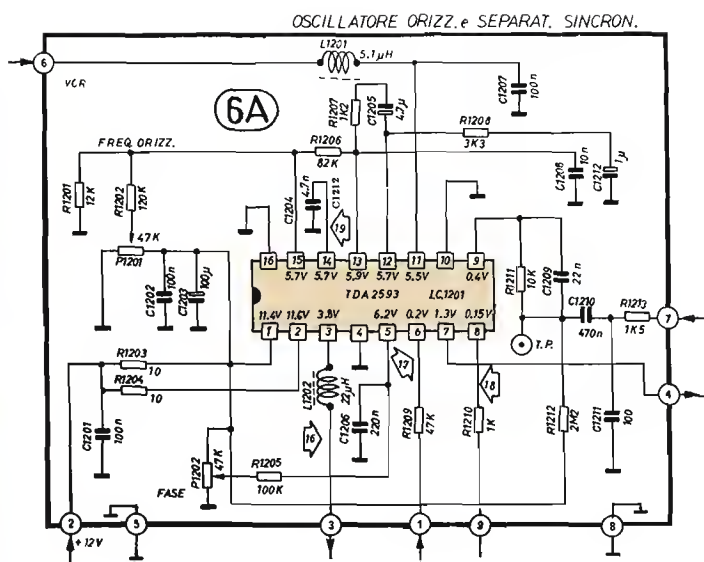 OSCILLATORE ORIZZ. e SEPARAT. SINCRON.
L1201
5.1µH
6
VCR
6A
R1207
1K2
C1205
4.7µ
C1207
100n
R1208
3K3
FREQ. ORIZZ.
R1206
82K
C1208
10n
C1212
1µ
R1201
12K
R1202
120K
C1204
4.7n
C1212
19
47K
P1201
C1202
100n
C1203
100µ
16 15 14 13 12 11 10 9
5.7V 5.7V 5.9V 5.7V 5.5V 0.4V
TDA 2593 I.C.1201
11.4V 11.6V 3.8V 6.2V 0.2V 1.3V 0.15V
1 2 3 4 5 6 7 8
R1211
10K
C1209
22n
C1210
470n
R1213
1K5
7
T.P.
R1203
10
R1204
10
C1201
100n
L1202
22µH
17
18
4
16
C1206
220n
R1209
47K
R1210
1K
R1212
2M2
C1211
100
P1202
47K
FASE
R1205
100K
2
+12V
5
3
1
9
8